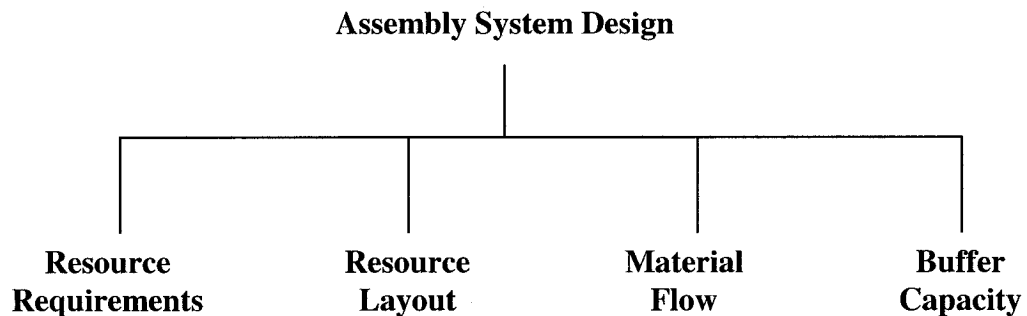 Assembly System Design
Resource
Requirements
Resource
Layout
Material
Flow
Buffer
Capacity